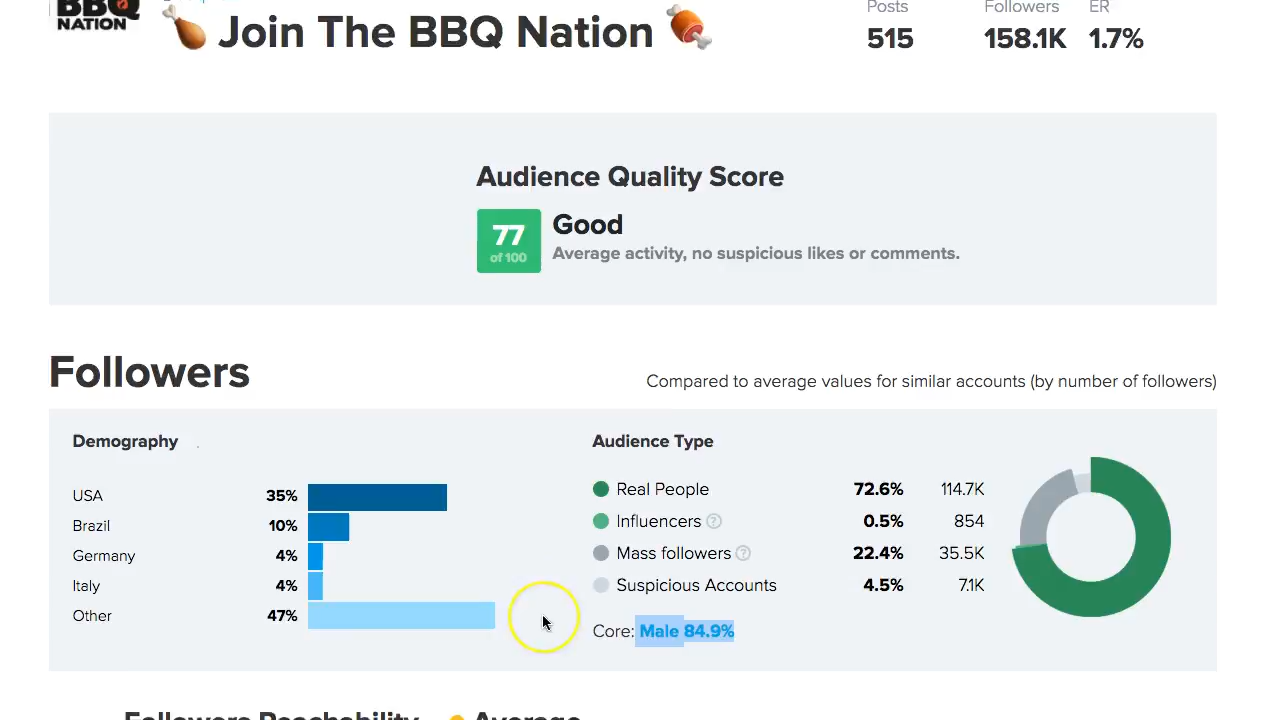 BBQ
NATION
🍗 Join The BBQ Nation 🍖
Posts Followers ER
515 158.1K 1.7%
Audience Quality Score
77
of 100
Good
Average activity, no suspicious likes or comments.
Followers
Compared to average values for similar accounts (by number of followers)
Demography
USA 35%
Brazil 10%
Germany 4%
Italy 4%
Other 47%
Audience Type
Real People 72.6% 114.7K
Influencers ? 0.5% 854
Mass followers ? 22.4% 35.5K
Suspicious Accounts 4.5% 7.1K
Core: Male 84.9%
Followers Reachability Average